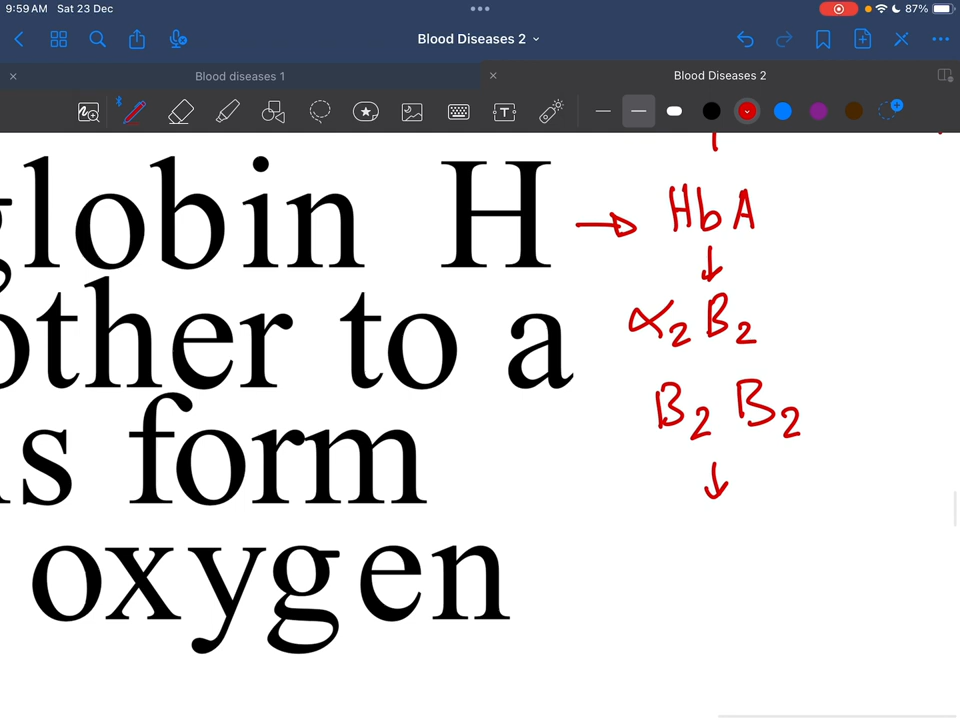 9:59 AM Sat 23 Dec 87%
Blood Diseases 2
Blood diseases 1
Blood Diseases 2
globin H
→ HbA
↓
other to a
α2 B2
B2 B2
is form
↓
oxygen